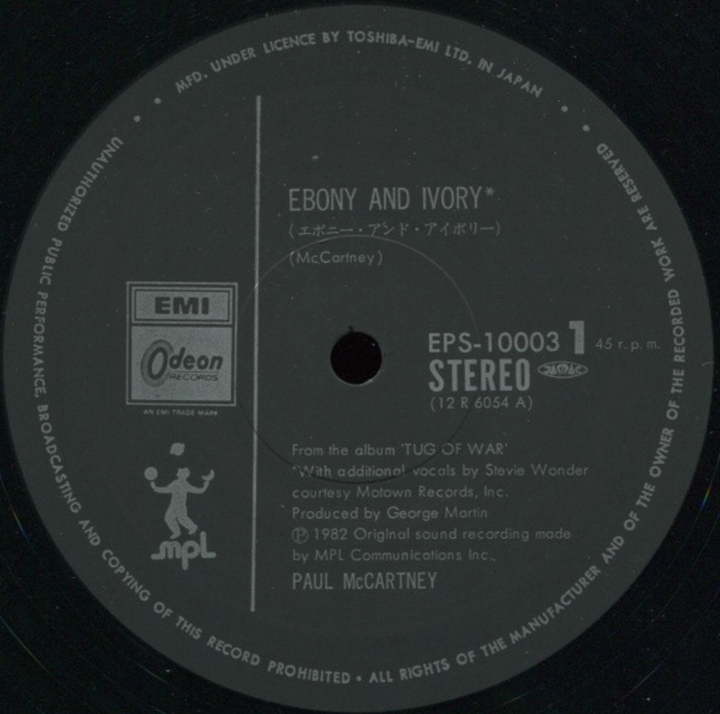 MFD. UNDER LICENCE BY TOSHIBA-EMI LTD. IN JAPAN
EBONY AND IVORY*
(エボニー・アンド・アイボリー)
(McCartney)
EMI
Odeon
RECORDS
AN EMI TRADE MARK
EPS-10003 1 45 r.p.m.
STEREO JASRAC
(12 R 6054 A)
From the album 'TUG OF WAR'
*With additional vocals by Stevie Wonder
courtesy Motown Records, Inc.
Produced by George Martin
Ⓟ 1982 Original sound recording made
by MPL Communications Inc.,
PAUL McCARTNEY
mpl
UNAUTHORIZED PUBLIC PERFORMANCE, BROADCASTING AND COPYING OF THIS RECORD PROHIBITED • ALL RIGHTS OF THE MANUFACTURER AND OF THE OWNER OF THE RECORDED WORK ARE RESERVED